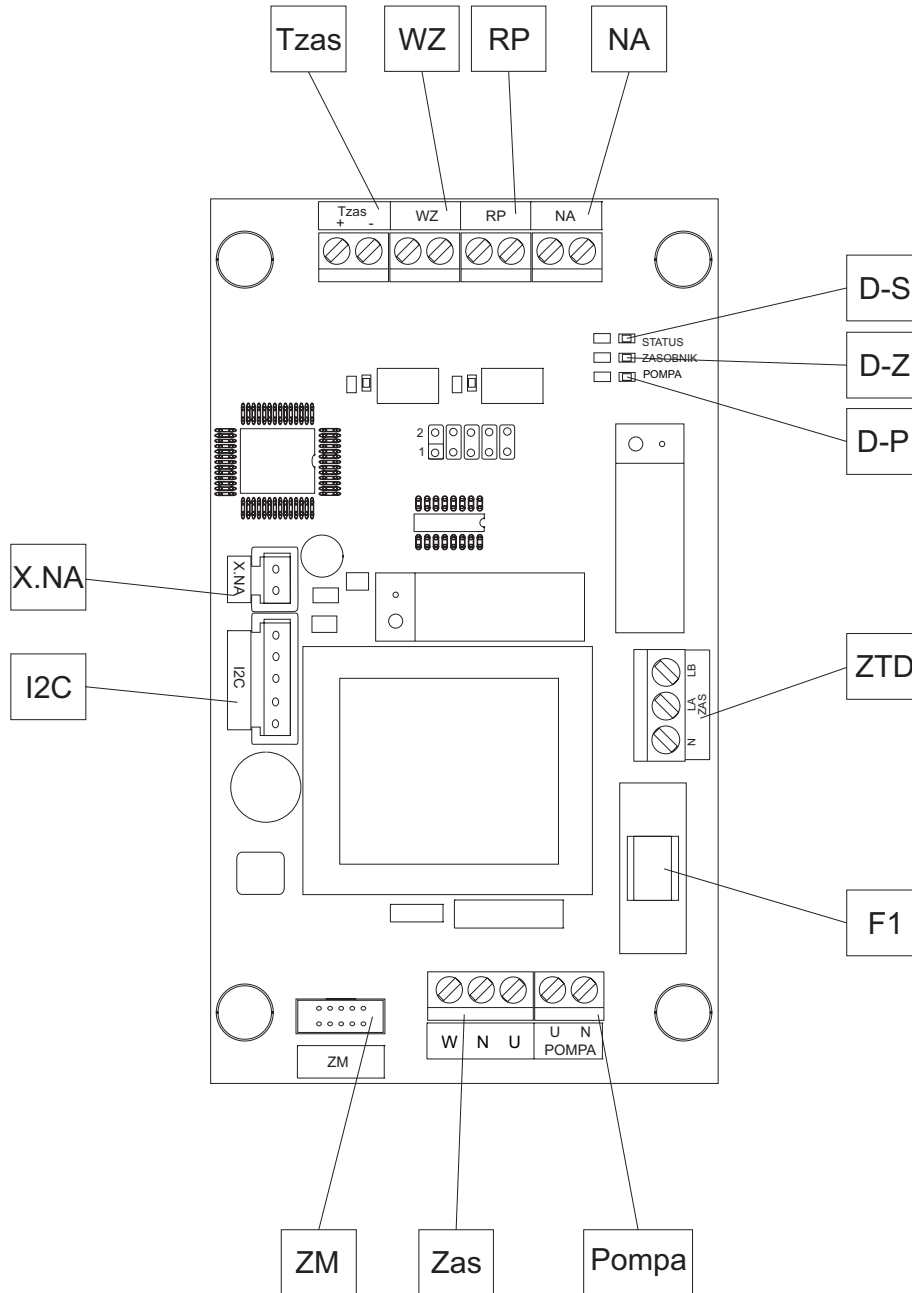 Tzas WZ RP NA
Tzas WZ RP NA
+ -
D-S
STATUS
ZASOBNIK
POMPA
D-Z
D-P
2
1
X.NA
X.NA
I2C
I2C
LB
LA
ZAS
N
ZTD
F1
W N U
U N
POMPA
ZM
ZM Zas Pompa